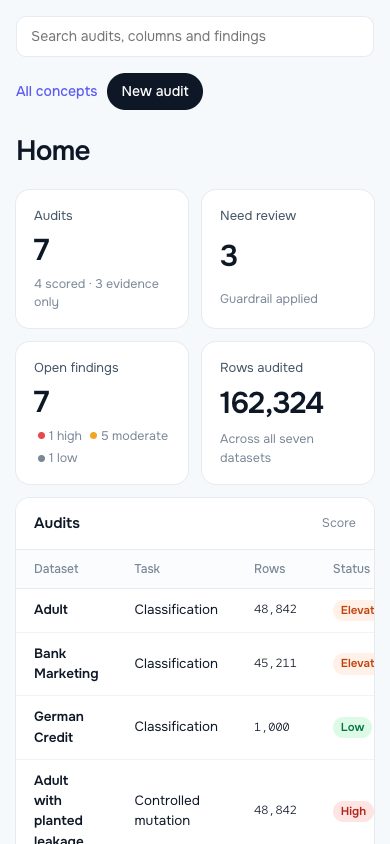 Search audits, columns and findings
All concepts New audit
Home
Audits
7
4 scored · 3 evidence
only
Need review
3
Guardrail applied
Open findings
7
1 high 5 moderate
1 low
Rows audited
162,324
Across all seven
datasets
Audits Score
Dataset Task Rows Status
Adult Classification 48,842
Bank
Marketing Classification 45,211
German
Credit Classification 1,000 Low
Adult
with
planted
leakage
Controlled
mutation 48,842 High